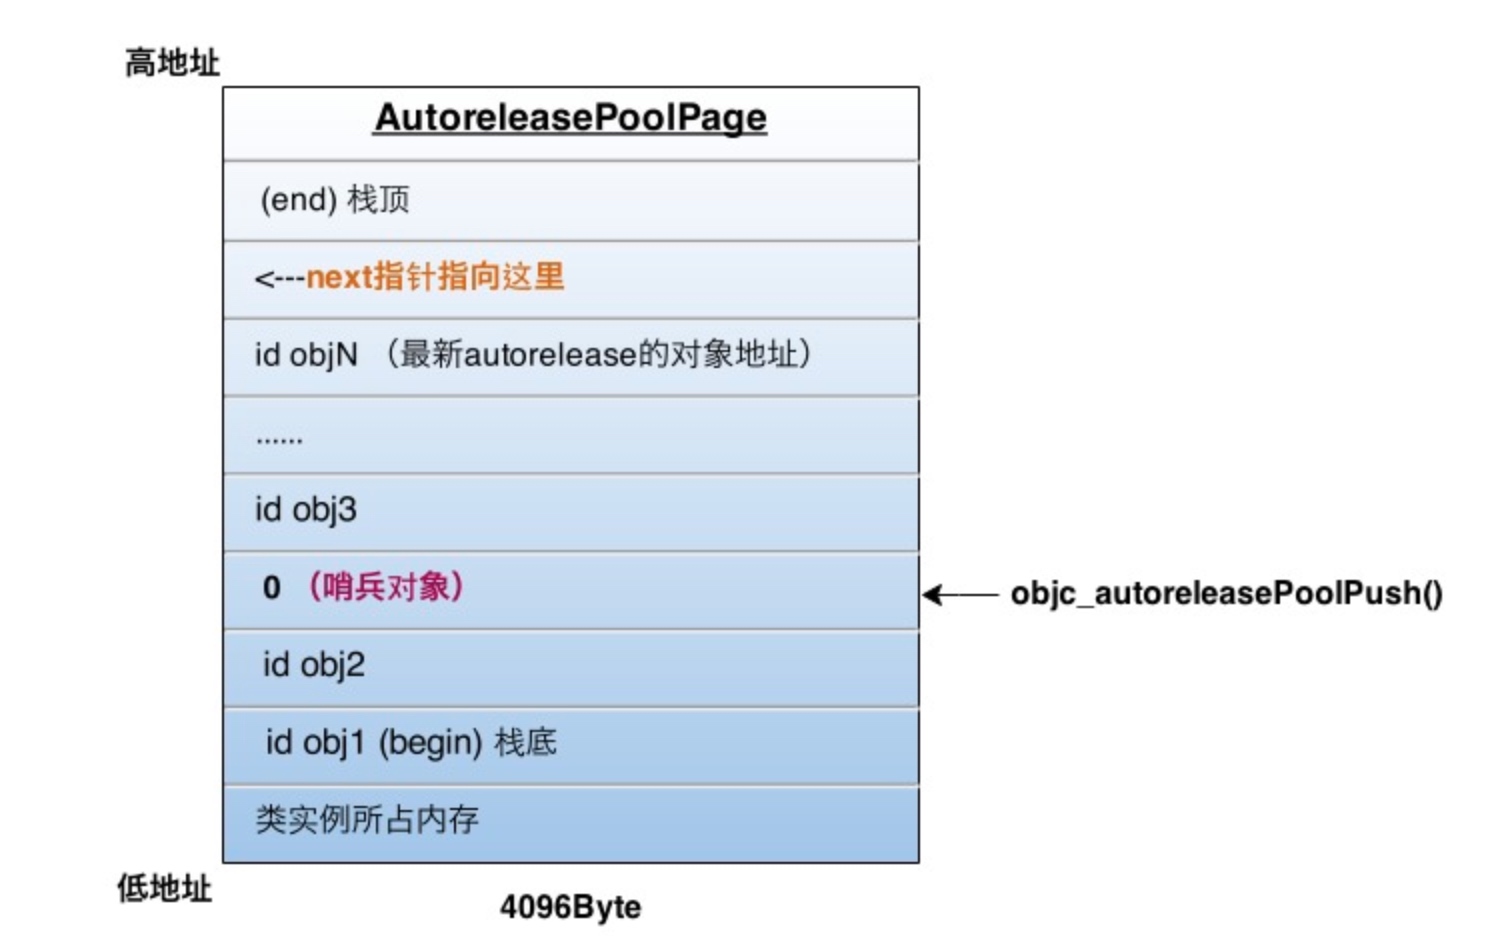 高地址
AutoreleasePoolPage
(end) 栈顶
<---next指针指向这里
id objN （最新autorelease的对象地址）
······
id obj3
0 （哨兵对象）
objc_autoreleasePoolPush()
id obj2
id obj1 (begin) 栈底
类实例所占内存
低地址
4096Byte